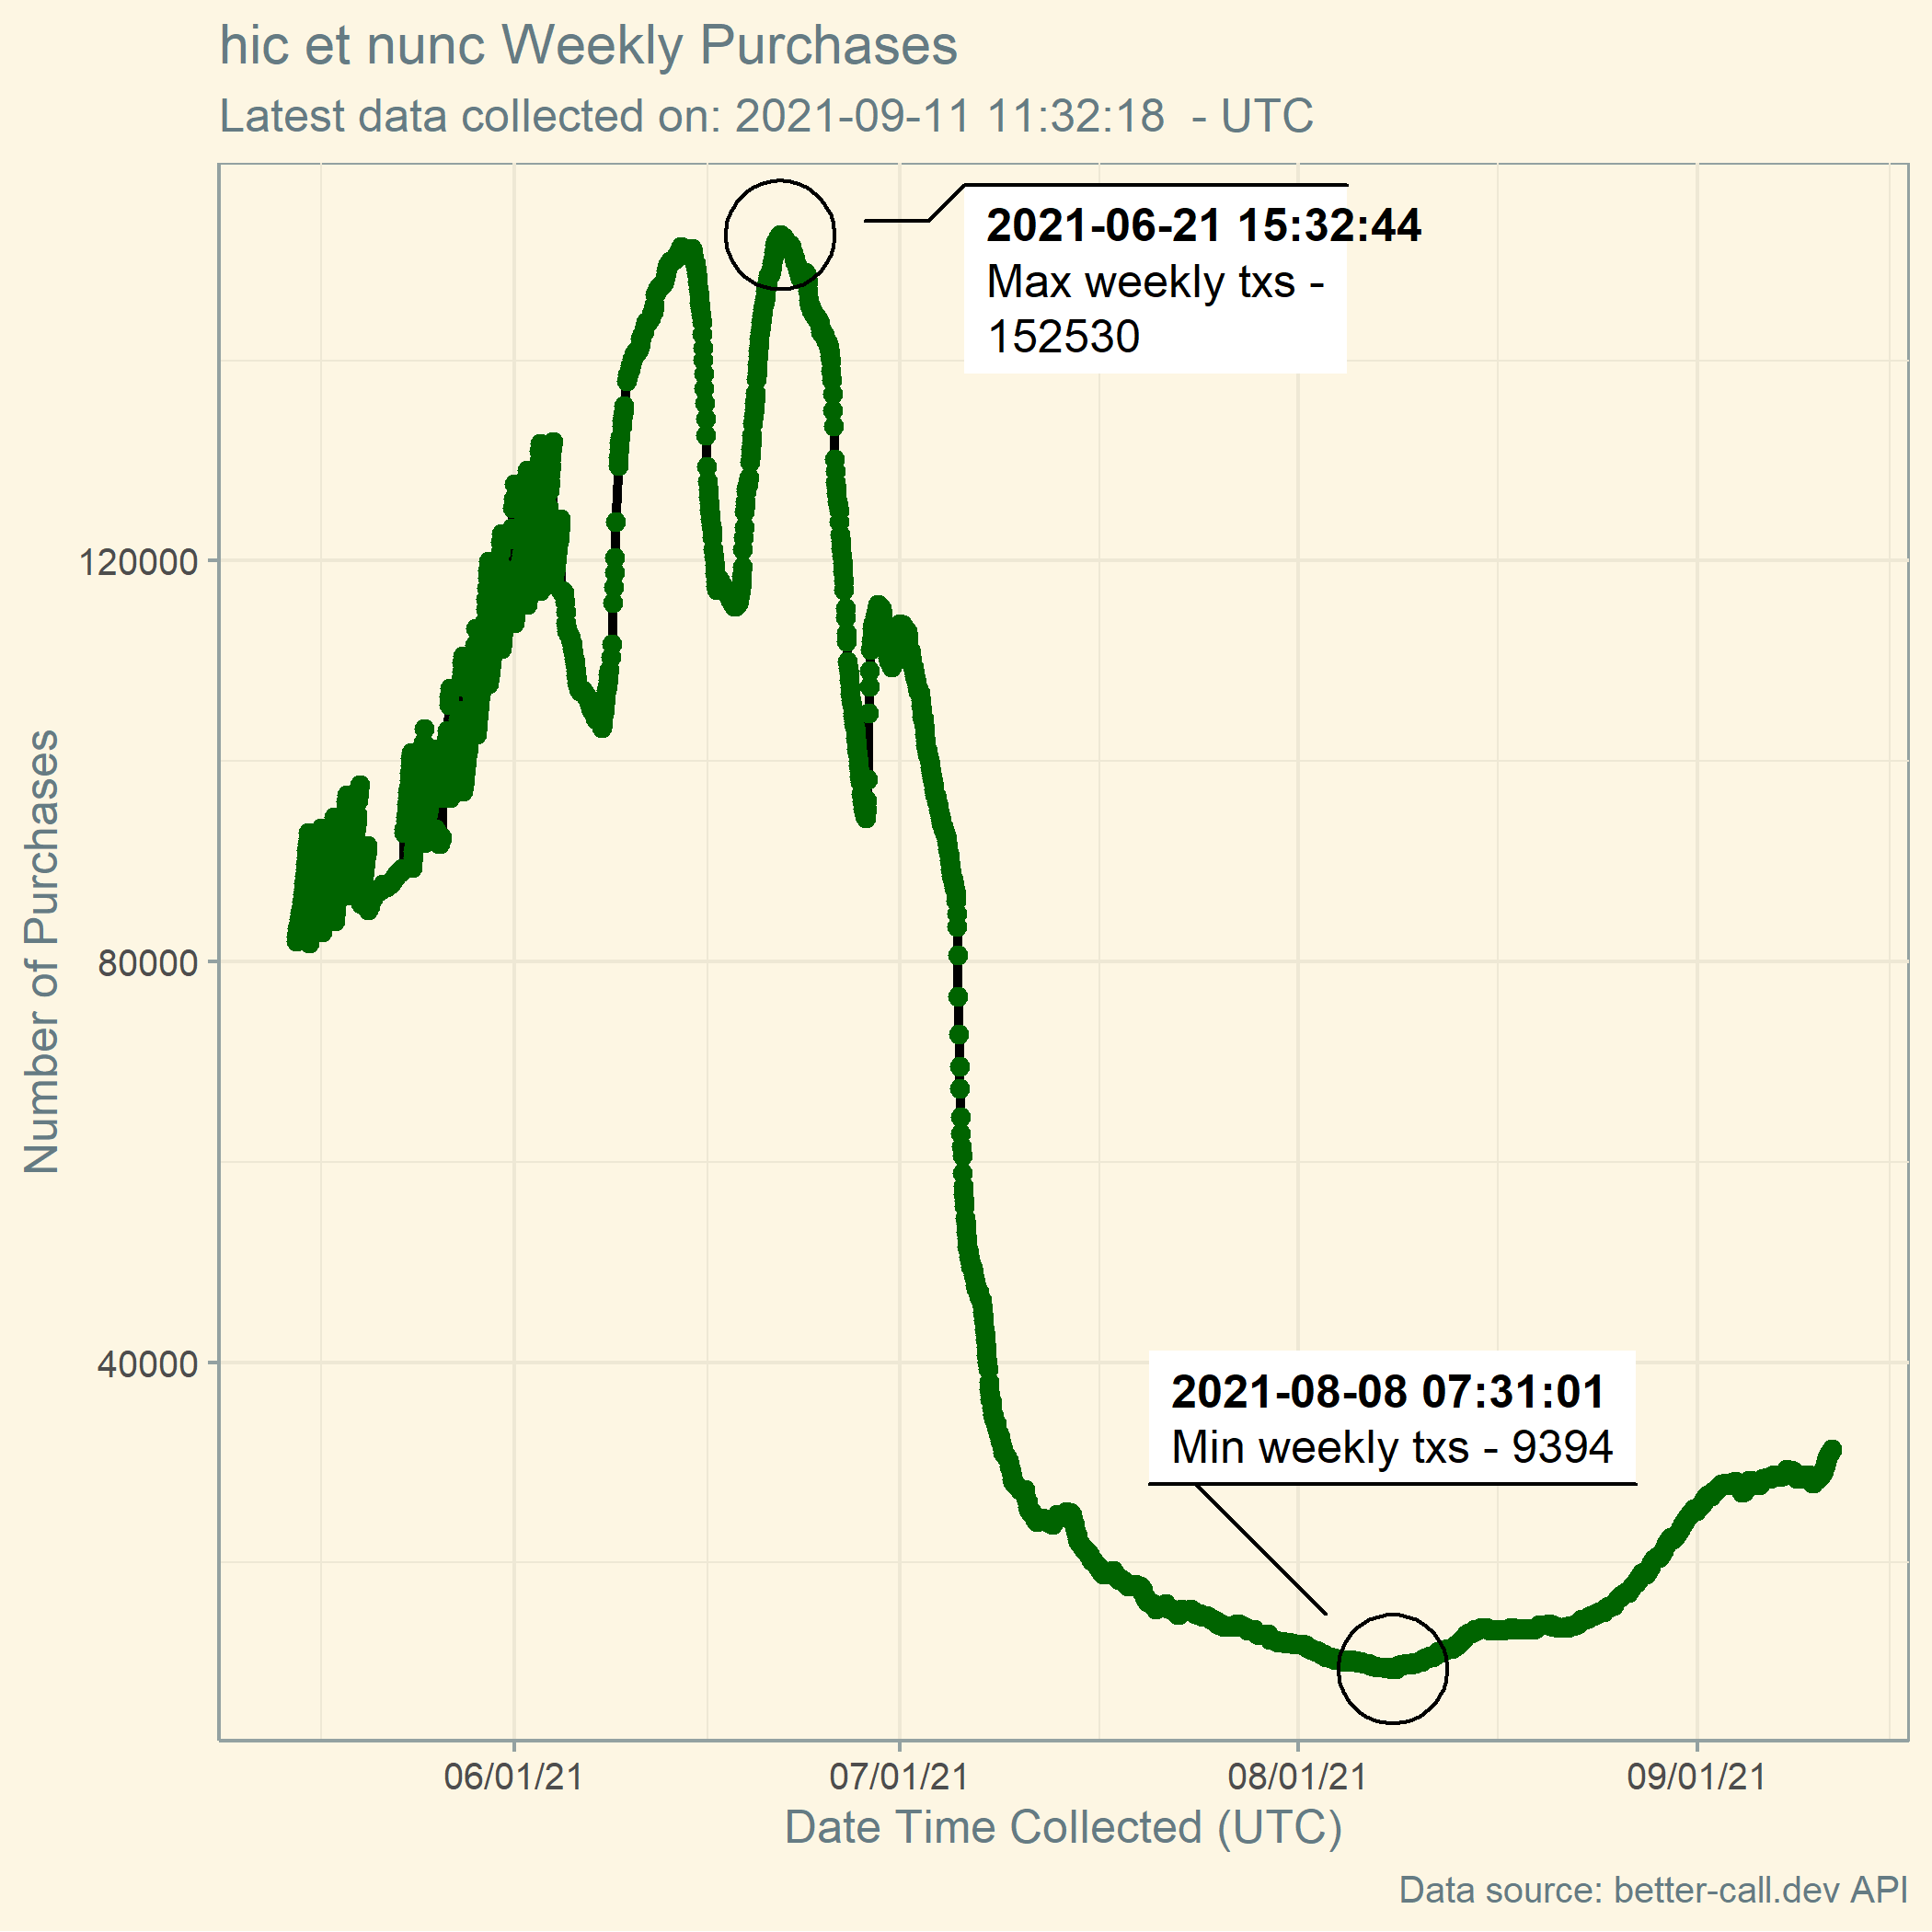 hic et nunc Weekly Purchases
Latest data collected on: 2021-09-11 11:32:18  - UTC
2021-06-21 15:32:44
Max weekly txs -
152530
120000
80000
40000
Number of Purchases
2021-08-08 07:31:01
Min weekly txs - 9394
06/01/21 07/01/21 08/01/21 09/01/21
Date Time Collected (UTC)
Data source: better-call.dev API